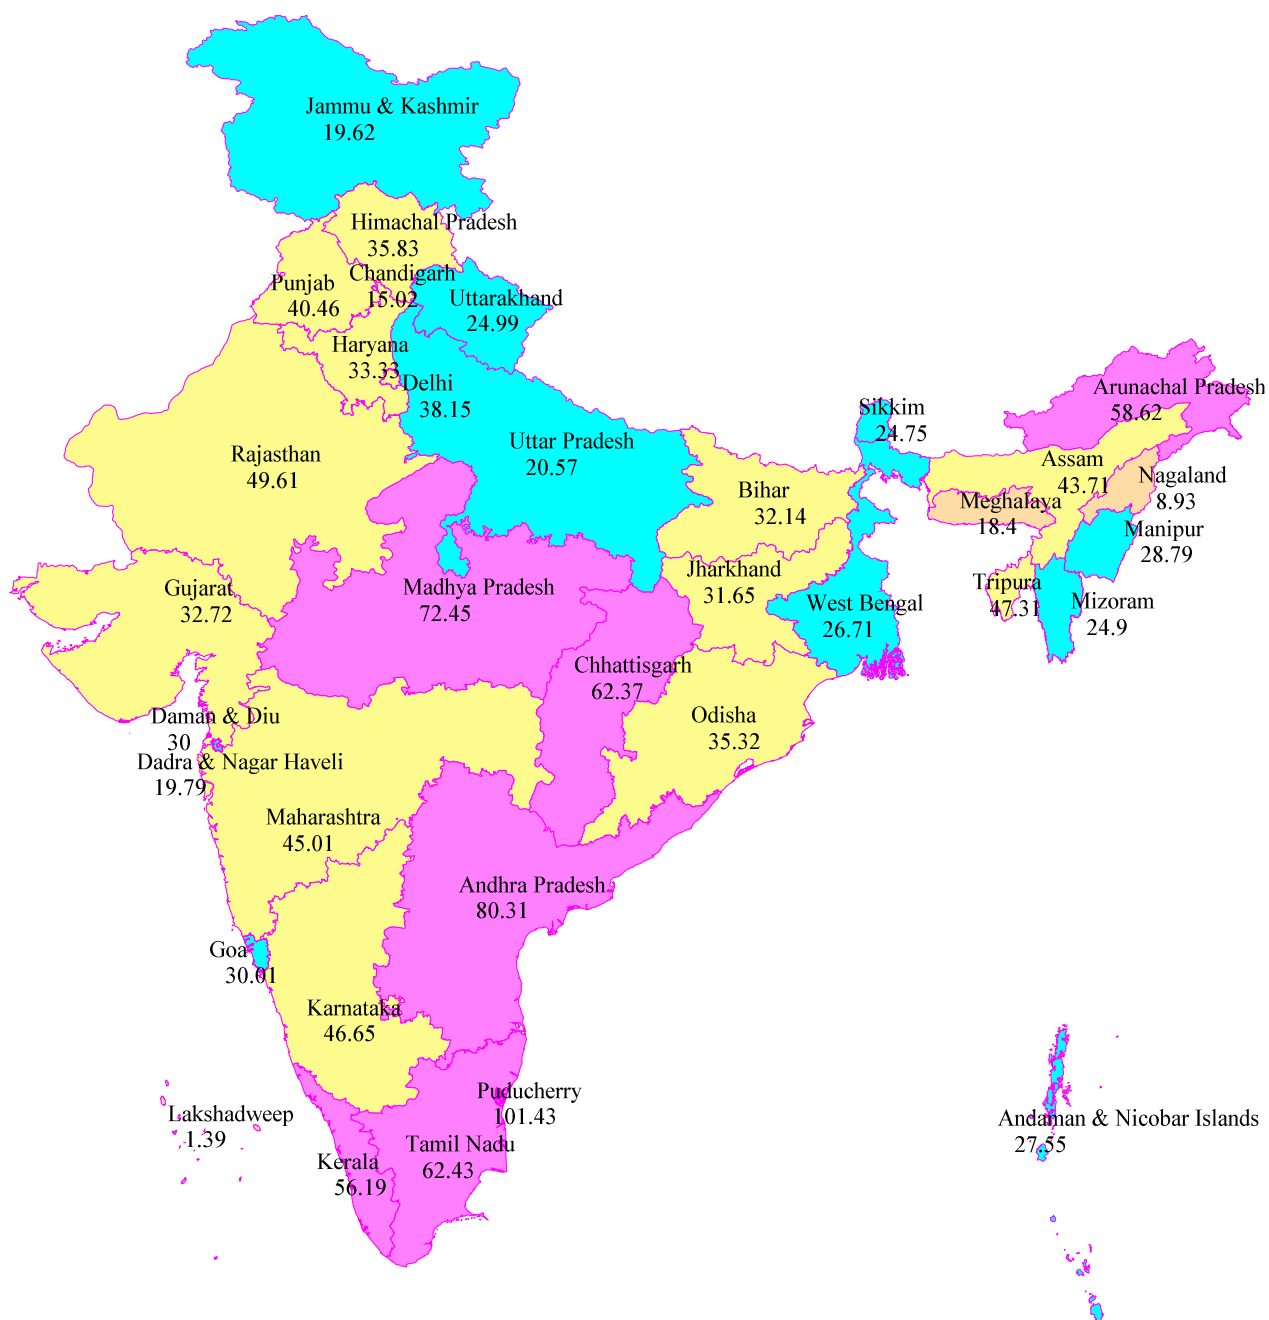 Jammu & Kashmir
19.62
Himachal Pradesh
35.83
Chandigarh
15.02
Punjab
40.46
Uttarakhand
24.99
Haryana
33.33
Delhi
38.15
Arunachal Pradesh
58.62
Sikkim
24.75
Uttar Pradesh
20.57
Rajasthan
49.61
Assam
43.71
Nagaland
8.93
Bihar
32.14
Meghalaya
18.4
Manipur
28.79
Jharkhand
31.65
Tripura
47.31
Gujarat
32.72
Madhya Pradesh
72.45
West Bengal
26.71
Mizoram
24.9
Chhattisgarh
62.37
Odisha
35.32
Daman & Diu
30
Dadra & Nagar Haveli
19.79
Maharashtra
45.01
Andhra Pradesh
80.31
Goa
30.01
Karnataka
46.65
Puducherry
101.43
Lakshadweep
1.39
Andaman & Nicobar Islands
27.55
Tamil Nadu
62.43
Kerala
56.19